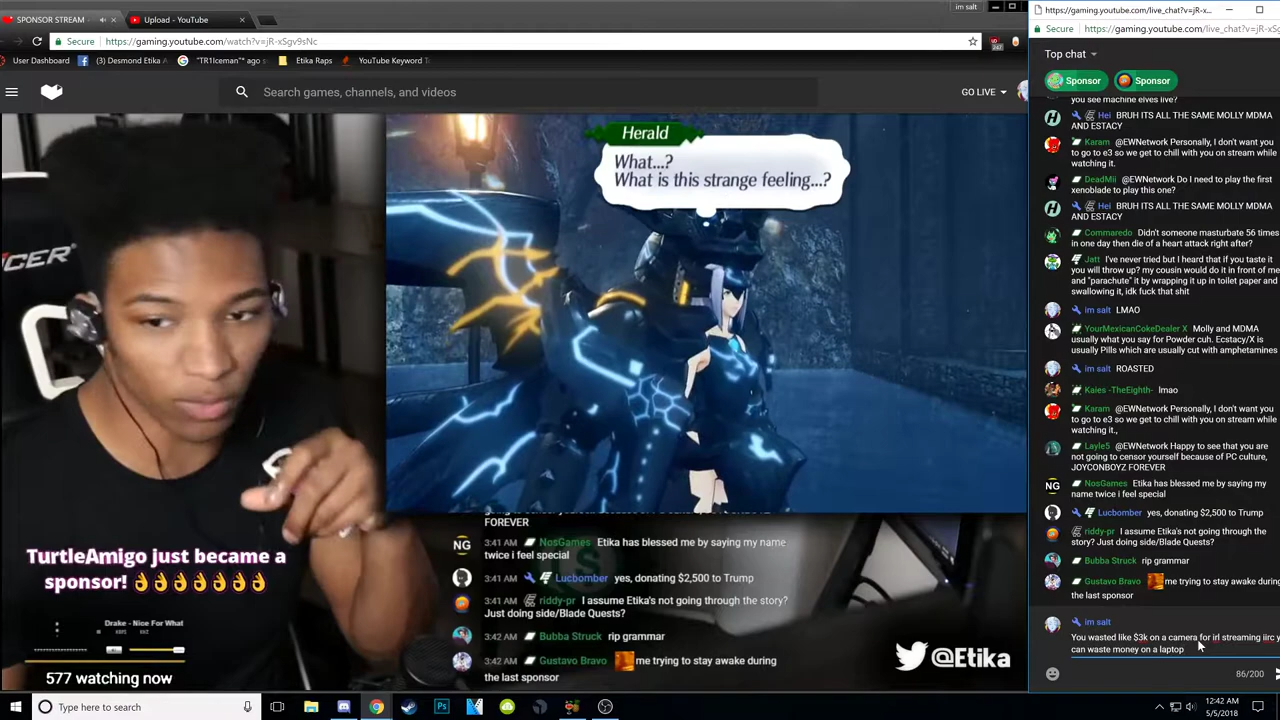 SPONSOR STREAM -
Upload - YouTube
im salt
https://gaming.youtube.com/live_chat?v=jR-x...
Secure
https://gaming.youtube.com/watch?v=jR-xSgv9sNc
Secure
https://gaming.youtube.com/live_chat?v=jR-xSg
User Dashboard
(3) Desmond Etika A
"TR1Iceman"* ago s
Etika Raps
YouTube Keyword T
247
Search games, channels, and videos
GO LIVE
Top chat
Sponsor
Sponsor
you see machine elves live?
Hei BRUH ITS ALL THE SAME MOLLY MDMA
AND ESTACY
Karam @EWNetwork Personally, I don't want you
to go to e3 so we get to chill with you on stream while
watching it.
DeadMii @EWNetwork Do I need to play the first
xenoblade to play this one?
Hei BRUH ITS ALL THE SAME MOLLY MDMA
AND ESTACY
Commaredo Didn't someone masturbate 56 times
in one day then die of a heart attack right after?
Jatt I've never tried but I heard that if you taste it
you will throw up? my cousin would do it in front of me
and "parachute" it by wrapping it up in toilet paper and
swallowing it, idk fuck that shit
im salt LMAO
YourMexicanCokeDealer X Molly and MDMA
usually what you say for Powder cuh. Ecstacy/X is
usually Pills which are usually cut with amphetamines
im salt ROASTED
Kaies -TheEighth- lmao
Karam @EWNetwork Personally, I don't want you
to go to e3 so we get to chill with you on stream while
watching it.,
Layle5 @EWNetwork Happy to see that you are
not going to censor yourself because of PC culture,
JOYCONBOYZ FOREVER
NG NosGames Etika has blessed me by saying my
name twice i feel special
Lucbomber yes, donating $2,500 to Trump
riddy-pr I assume Etika's not going through the
story? Just doing side/Blade Quests?
Bubba Struck rip grammar
Gustavo Bravo me trying to stay awake during
the last sponsor
im salt
You wasted like $3k on a camera for irl streaming iirc y
can waste money on a laptop
86/200
Herald
What...?
What is this strange feeling...?
CER
FOREVER
NG 3:41 AM NosGames Etika has blessed me by saying my name
twice i feel special
3:41 AM Lucbomber yes, donating $2,500 to Trump
3:41 AM riddy-pr I assume Etika's not going through the story?
Just doing side/Blade Quests?
3:42 AM Bubba Struck rip grammar
3:42 AM Gustavo Bravo me trying to stay awake during
the last sponsor
TurtleAmigo just became a
sponsor! 👌👌👌👌👌👌👌
Drake - Nice For What
577 watching now
@Etika
Type here to search
Ps
12:42 AM
5/5/2018